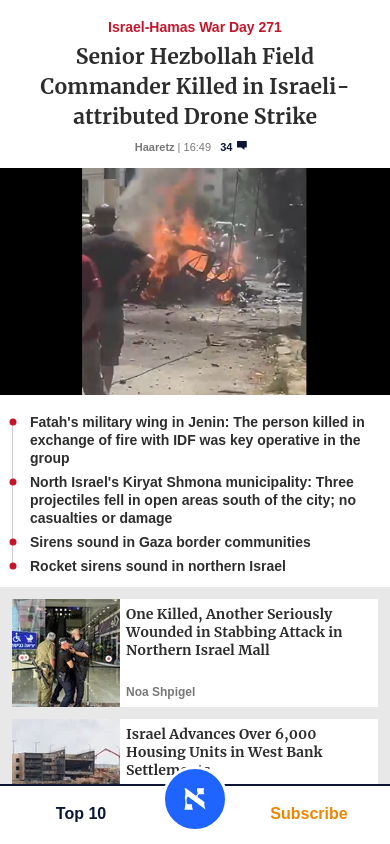 Israel-Hamas War Day 271
Senior Hezbollah Field
Commander Killed in Israeli-
attributed Drone Strike
Haaretz | 16:49 34
Fatah's military wing in Jenin: The person killed in
exchange of fire with IDF was key operative in the
group
North Israel's Kiryat Shmona municipality: Three
projectiles fell in open areas south of the city; no
casualties or damage
Sirens sound in Gaza border communities
Rocket sirens sound in northern Israel
One Killed, Another Seriously
Wounded in Stabbing Attack in
Northern Israel Mall
Noa Shpigel
Israel Advances Over 6,000
Housing Units in West Bank
Top 10
Subscribe